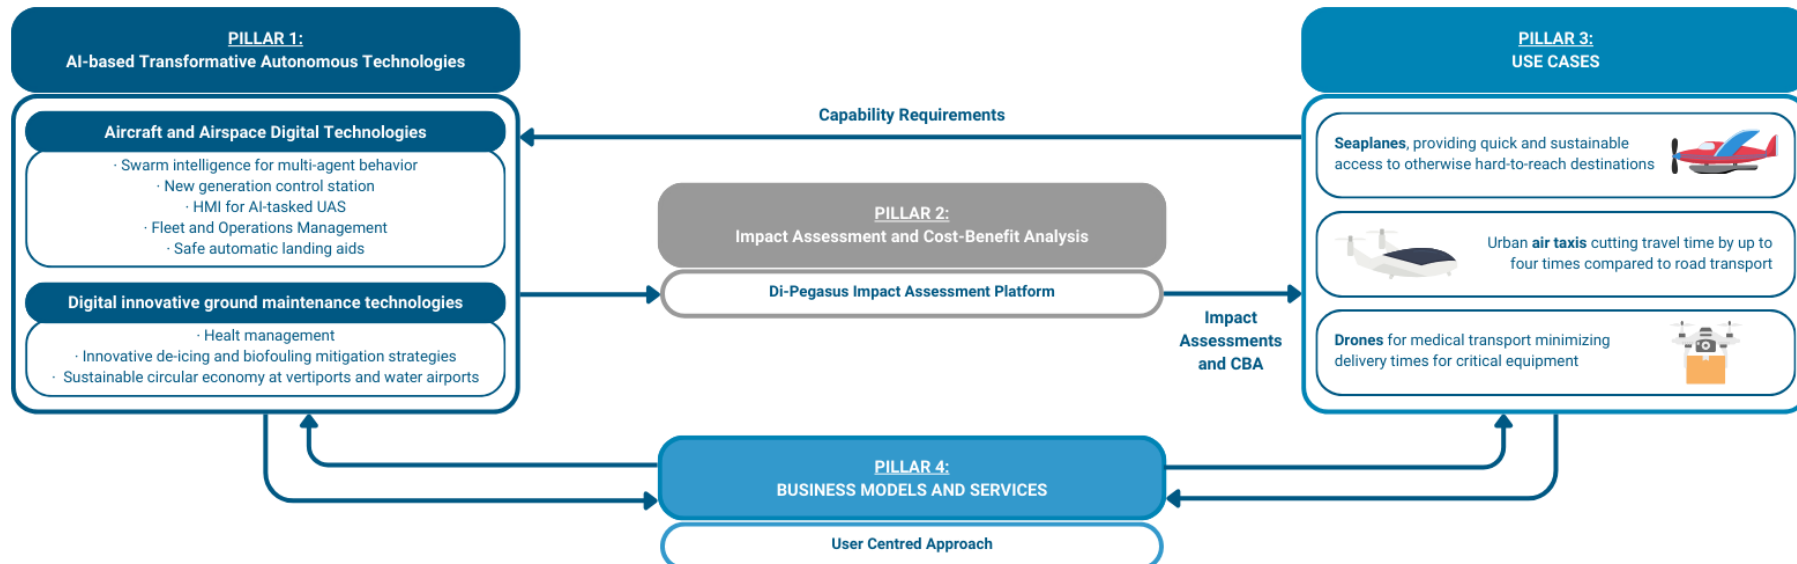 PILLAR 1:
AI-based Transformative Autonomous Technologies
Aircraft and Airspace Digital Technologies
· Swarm intelligence for multi-agent behavior
· New generation control station
· HMI for AI-tasked UAS
· Fleet and Operations Management
· Safe automatic landing aids
Digital innovative ground maintenance technologies
· Healt management
· Innovative de-icing and biofouling mitigation strategies
· Sustainable circular economy at vertiports and water airports
Capability Requirements
PILLAR 2:
Impact Assessment and Cost-Benefit Analysis
Di-Pegasus Impact Assessment Platform
Impact
Assessments
and CBA
PILLAR 3:
USE CASES
Seaplanes, providing quick and sustainable
access to otherwise hard-to-reach destinations
Urban air taxis cutting travel time by up to
four times compared to road transport
Drones for medical transport minimizing
delivery times for critical equipment
PILLAR 4:
BUSINESS MODELS AND SERVICES
User Centred Approach